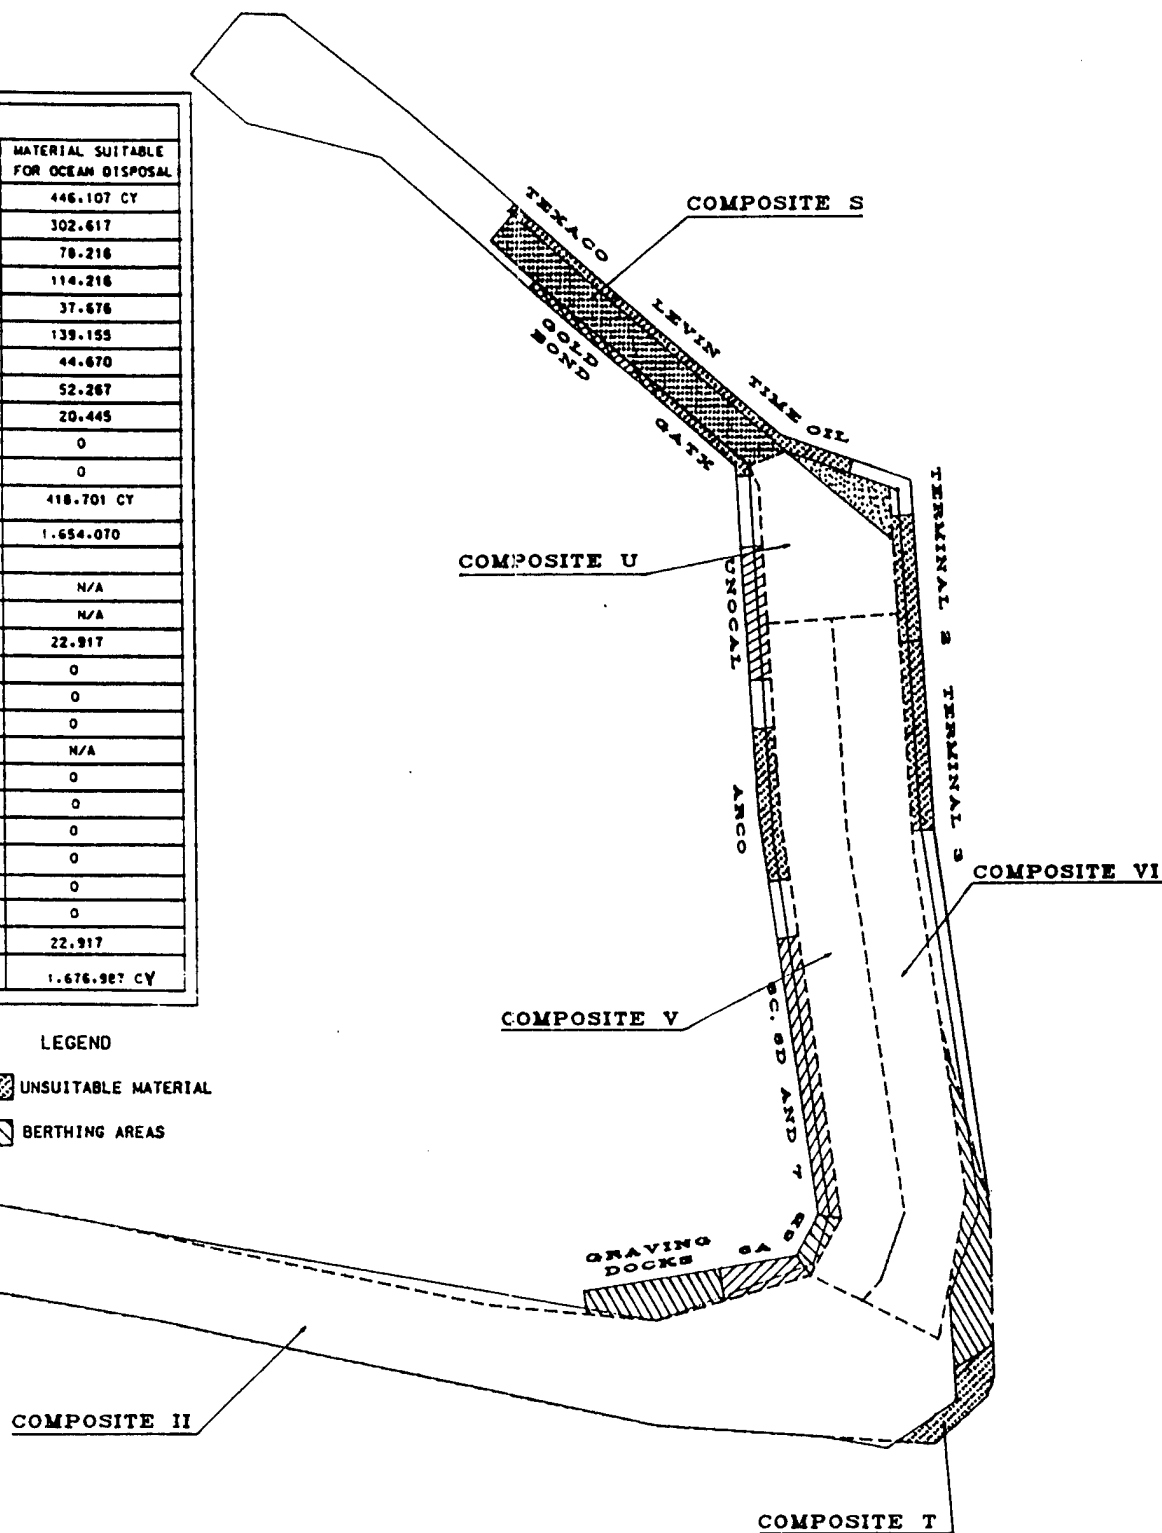 MATERIAL SUITABLE
FOR OCEAN DISPOSAL
446.107 CY
302.617
78.216
114.216
37.676
139.155
44.670
52.267
20.445
0
0
418.701 CY
1.654.070
N/A
N/A
22.917
0
0
0
N/A
0
0
0
0
0
0
22.917
1.676.987 CY
LEGEND
UNSUITABLE MATERIAL
BERTHING AREAS
TEXACO
COMPOSITE S
LEVIN
GOLD
BOND
TIME OIL
GATX
TERMINAL 2
COMPOSITE U
UNOCAL
TERMINAL 3
ARCO
COMPOSITE VI
COMPOSITE V
5C, 5D AND 7
5B
5A
GRAVING
DOCKS
COMPOSITE II
COMPOSITE T